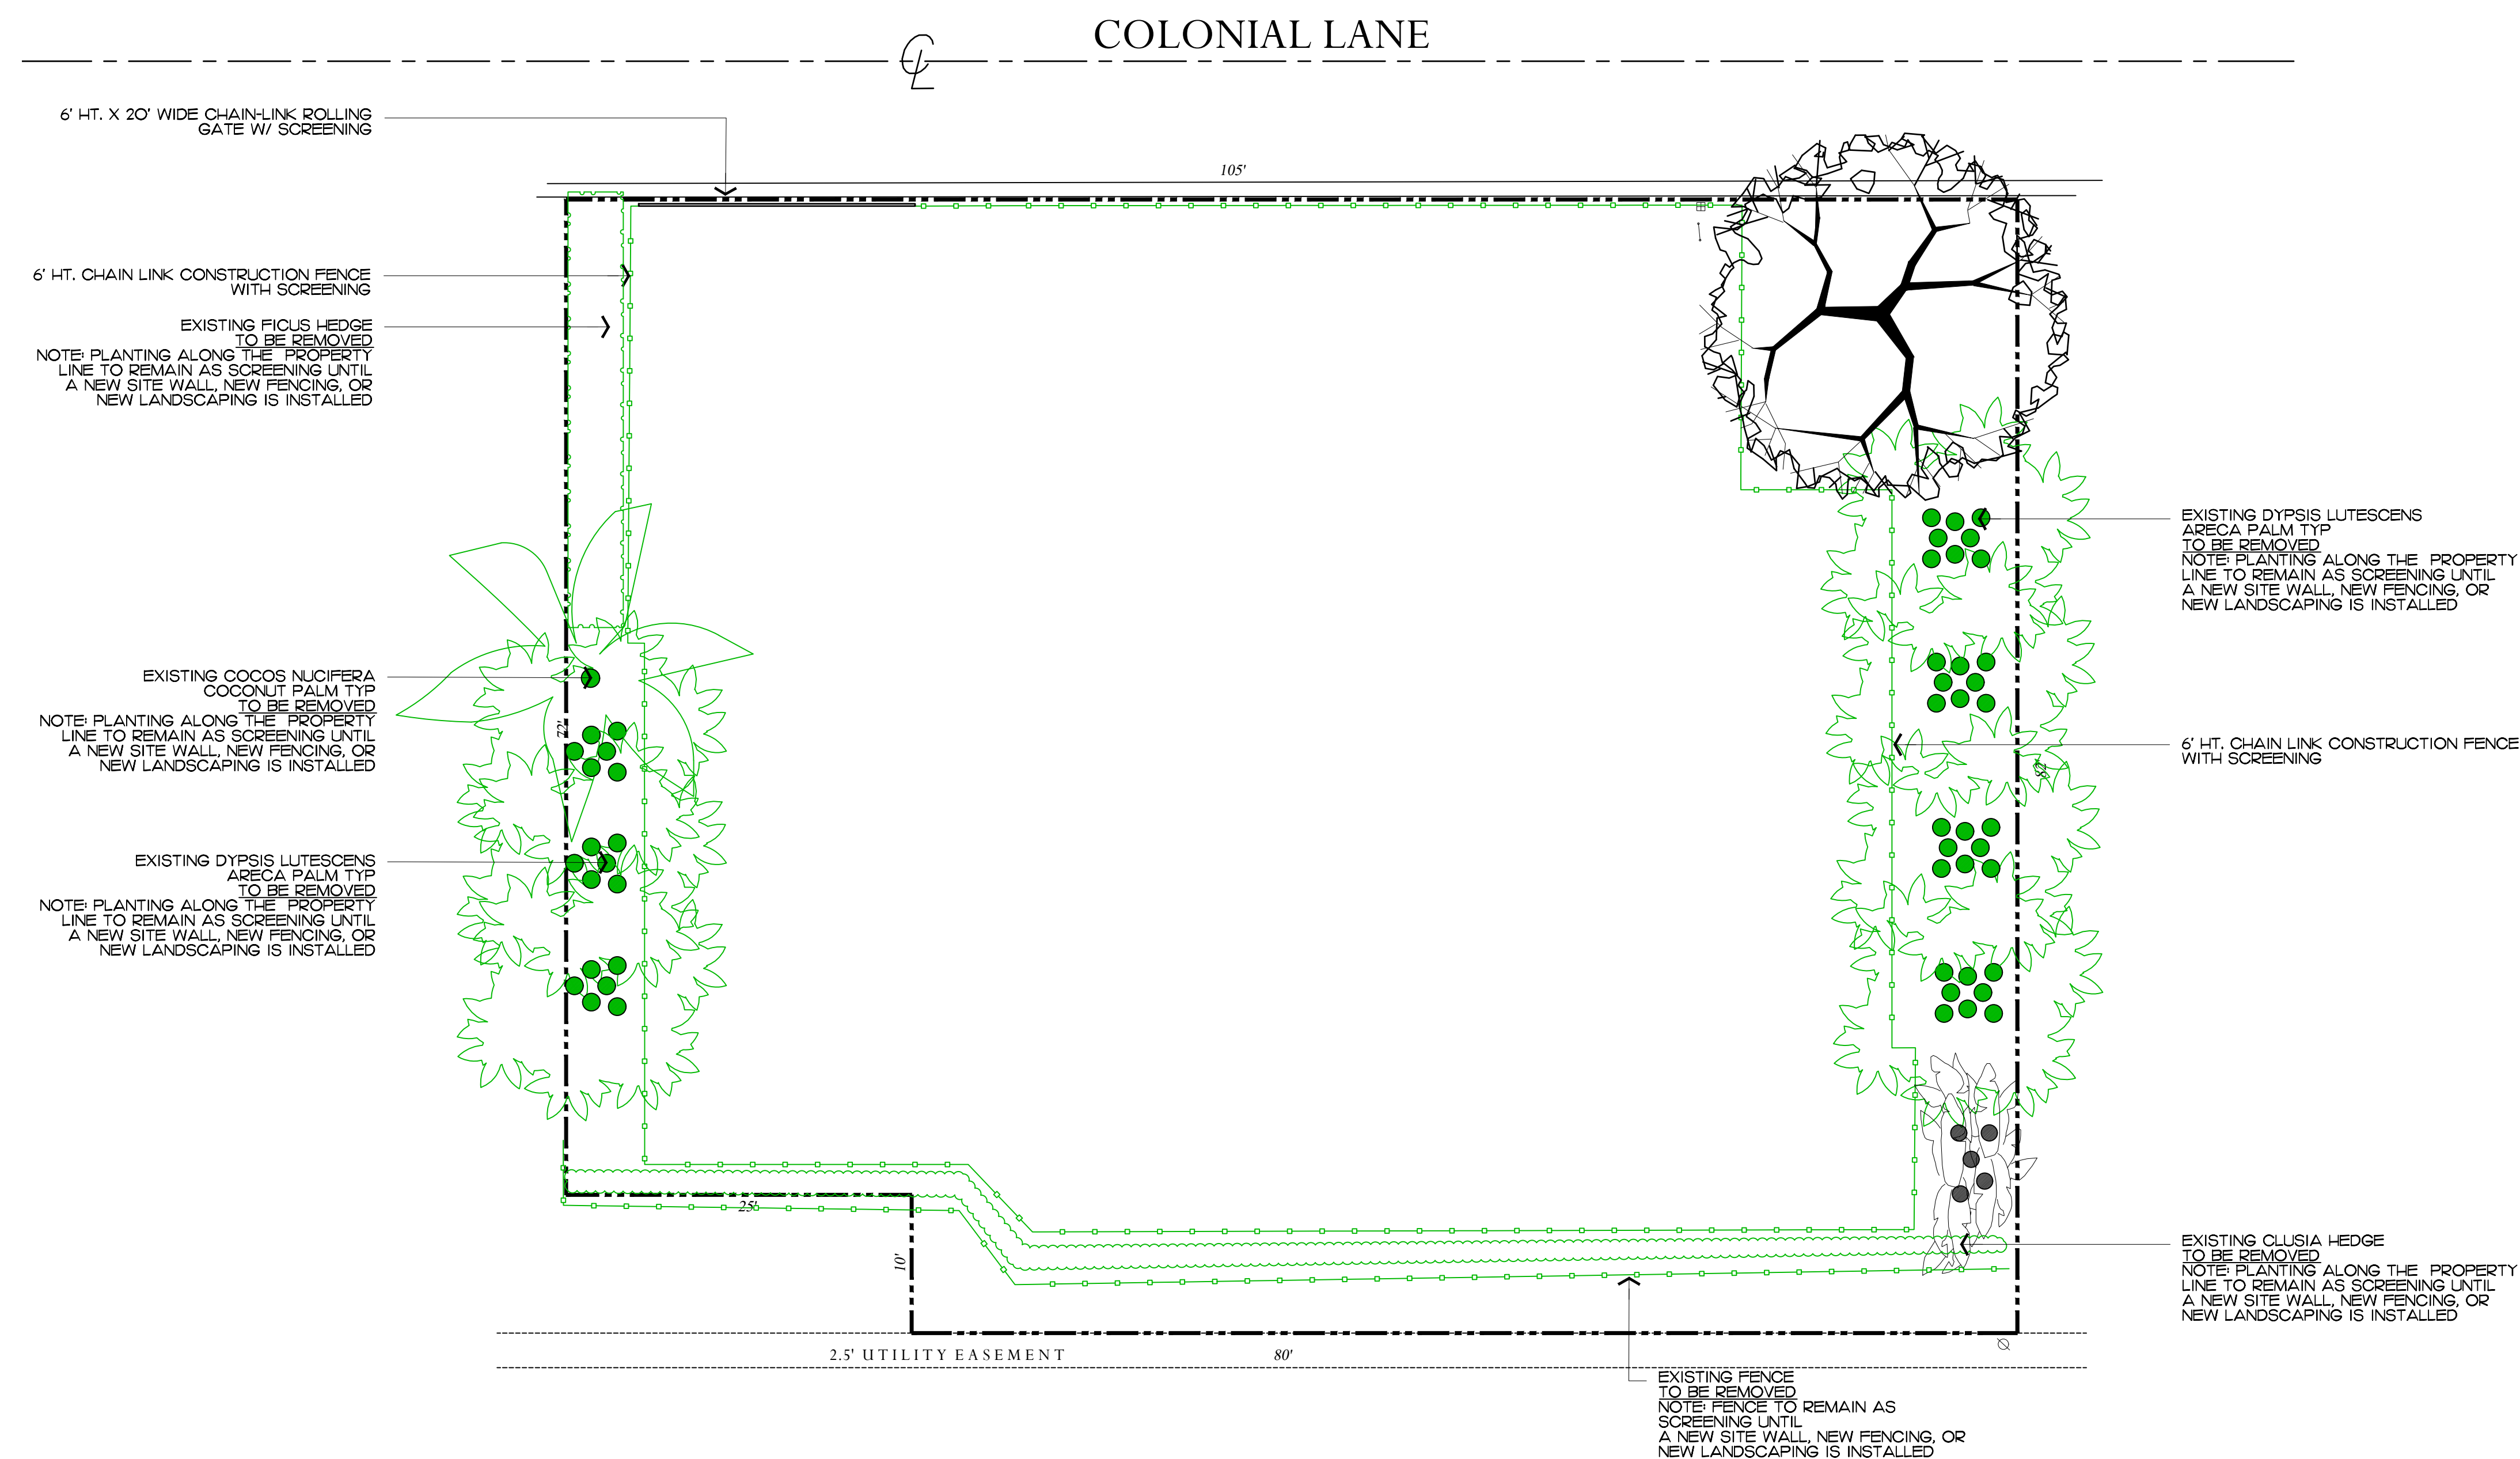 COLONIAL LANE
CL
6' HT. X 20' WIDE CHAIN-LINK ROLLING
GATE W/ SCREENING
105'
6' HT. CHAIN LINK CONSTRUCTION FENCE
WITH SCREENING
EXISTING FICUS HEDGE
TO BE REMOVED
NOTE: PLANTING ALONG THE PROPERTY
LINE TO REMAIN AS SCREENING UNTIL
A NEW SITE WALL, NEW FENCING, OR
NEW LANDSCAPING IS INSTALLED
EXISTING DYPSIS LUTESCENS
ARECA PALM TYP
TO BE REMOVED
NOTE: PLANTING ALONG THE PROPERTY
LINE TO REMAIN AS SCREENING UNTIL
A NEW SITE WALL, NEW FENCING, OR
NEW LANDSCAPING IS INSTALLED
EXISTING COCOS NUCIFERA
COCONUT PALM TYP
TO BE REMOVED
NOTE: PLANTING ALONG THE PROPERTY
LINE TO REMAIN AS SCREENING UNTIL
A NEW SITE WALL, NEW FENCING, OR
NEW LANDSCAPING IS INSTALLED
72'
6' HT. CHAIN LINK CONSTRUCTION FENCE
WITH SCREENING
82'
EXISTING DYPSIS LUTESCENS
ARECA PALM TYP
TO BE REMOVED
NOTE: PLANTING ALONG THE PROPERTY
LINE TO REMAIN AS SCREENING UNTIL
A NEW SITE WALL, NEW FENCING, OR
NEW LANDSCAPING IS INSTALLED
25'
10'
EXISTING CLUSIA HEDGE
TO BE REMOVED
NOTE: PLANTING ALONG THE PROPERTY
LINE TO REMAIN AS SCREENING UNTIL
A NEW SITE WALL, NEW FENCING, OR
NEW LANDSCAPING IS INSTALLED
2.5' UTILITY EASEMENT
80'
EXISTING FENCE
TO BE REMOVED
NOTE: FENCE TO REMAIN AS
SCREENING UNTIL
A NEW SITE WALL, NEW FENCING, OR
NEW LANDSCAPING IS INSTALLED